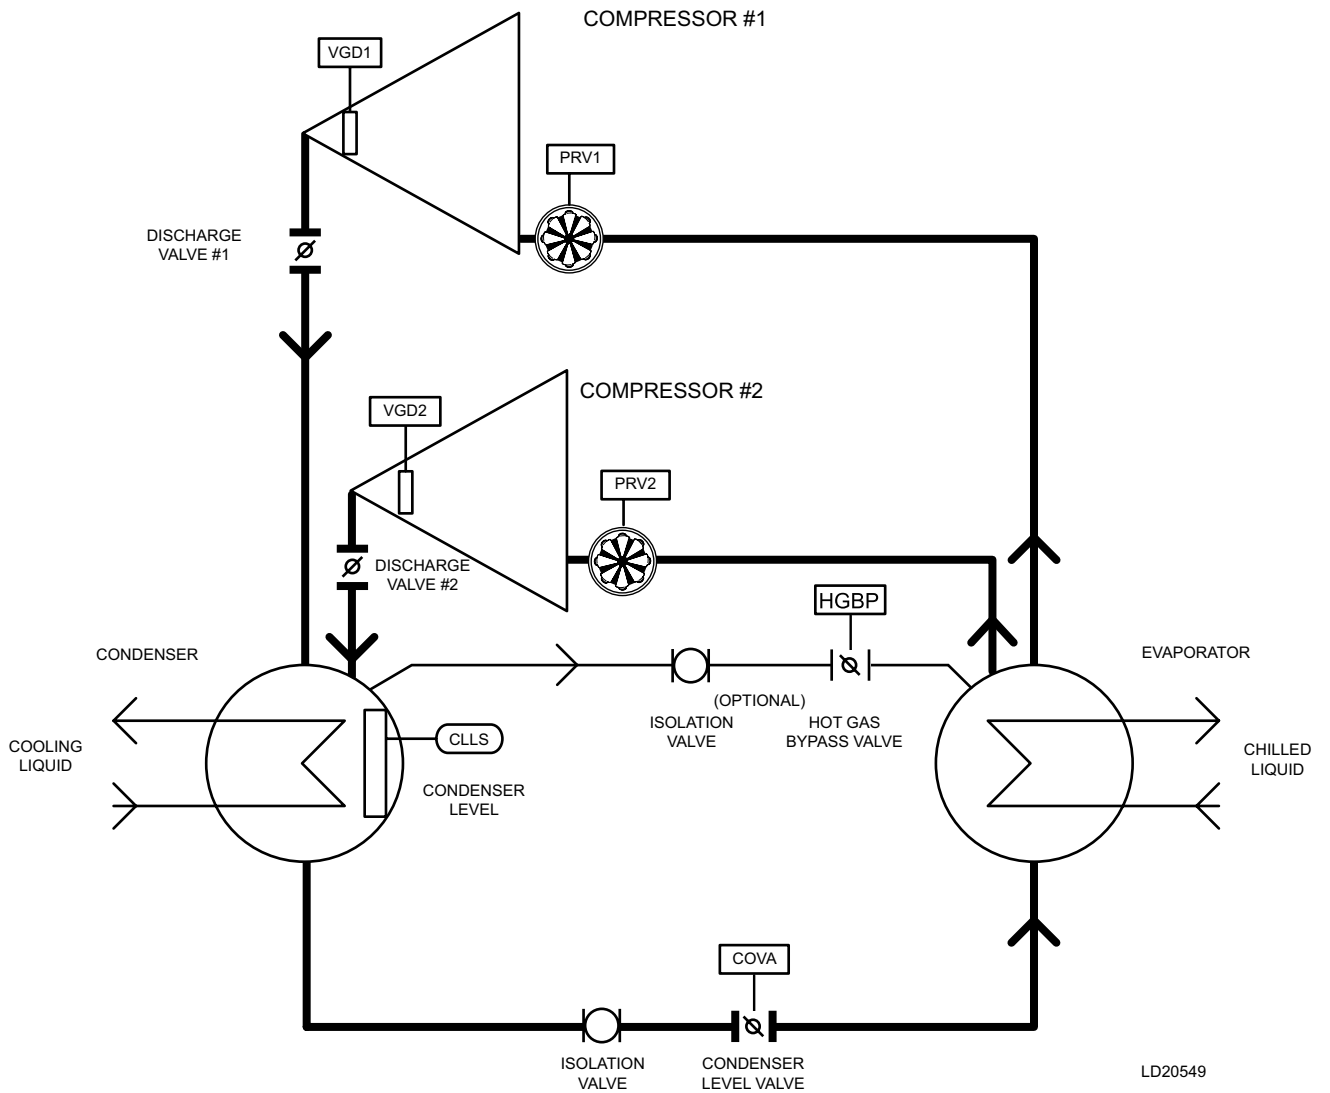 COMPRESSOR #1
VGD1
PRV1
DISCHARGE
VALVE #1
COMPRESSOR #2
VGD2
PRV2
DISCHARGE
VALVE #2
HGBP
CONDENSER
EVAPORATOR
(OPTIONAL)
ISOLATION
VALVE
HOT GAS
BYPASS VALVE
COOLING
LIQUID
CLLS
CHILLED
LIQUID
CONDENSER
LEVEL
COVA
ISOLATION
VALVE
CONDENSER
LEVEL VALVE
LD20549